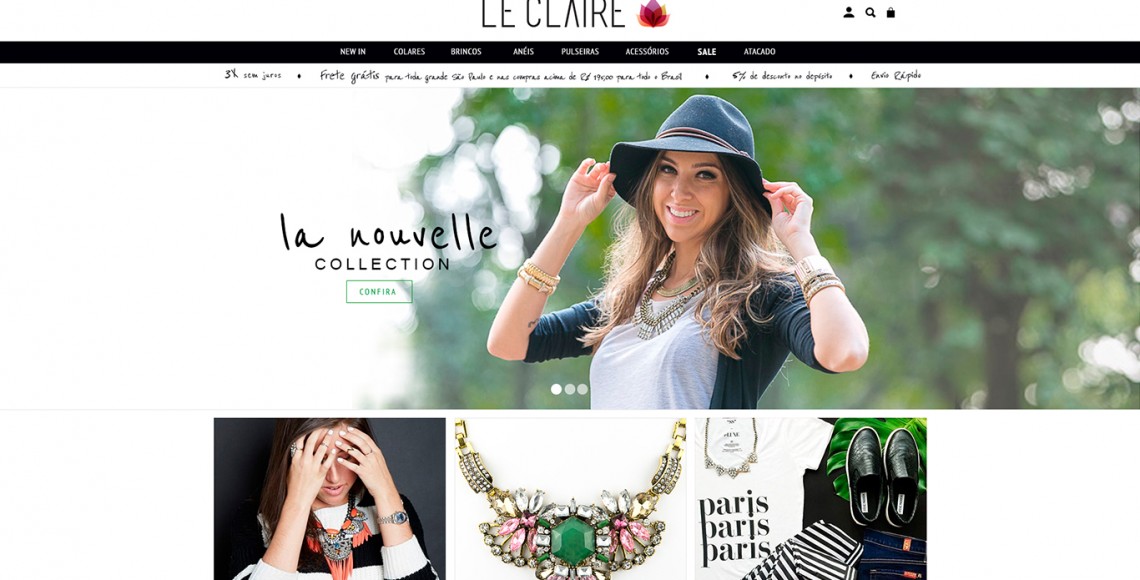 LE CLAIRE
NEW IN COLARES BRINCOS ANÉIS PULSEIRAS ACESSÓRIOS SALE ATACADO
3X sem juros ♦ Frete grátis para toda grande São Paulo e nas compras acima de R$ 195,00 para todo o Brasil ♦ 5% de desconto no depósito ♦ Envio Rápido
la nouvelle
COLLECTION
CONFIRA
paris
paris
paris